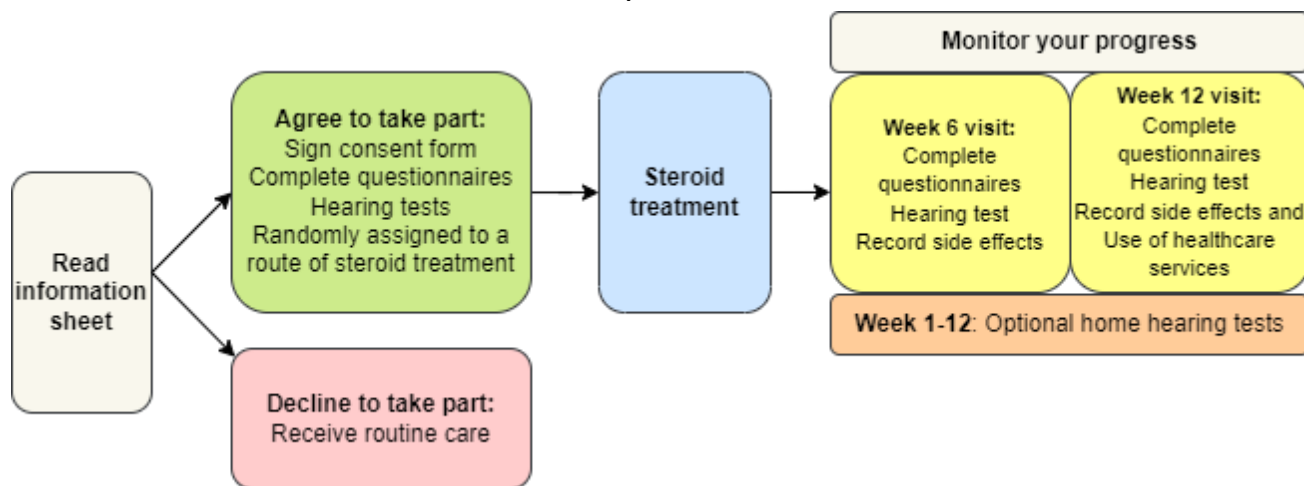 Read
information
sheet
Agree to take part:
Sign consent form
Complete questionnaires
Hearing tests
Randomly assigned to a
route of steroid treatment
Decline to take part:
Receive routine care
Steroid
treatment
Monitor your progress
Week 6 visit:
Complete
questionnaires
Hearing test
Record side effects
Week 12 visit:
Complete
questionnaires
Hearing test
Record side effects and
Use of healthcare
services
Week 1-12: Optional home hearing tests